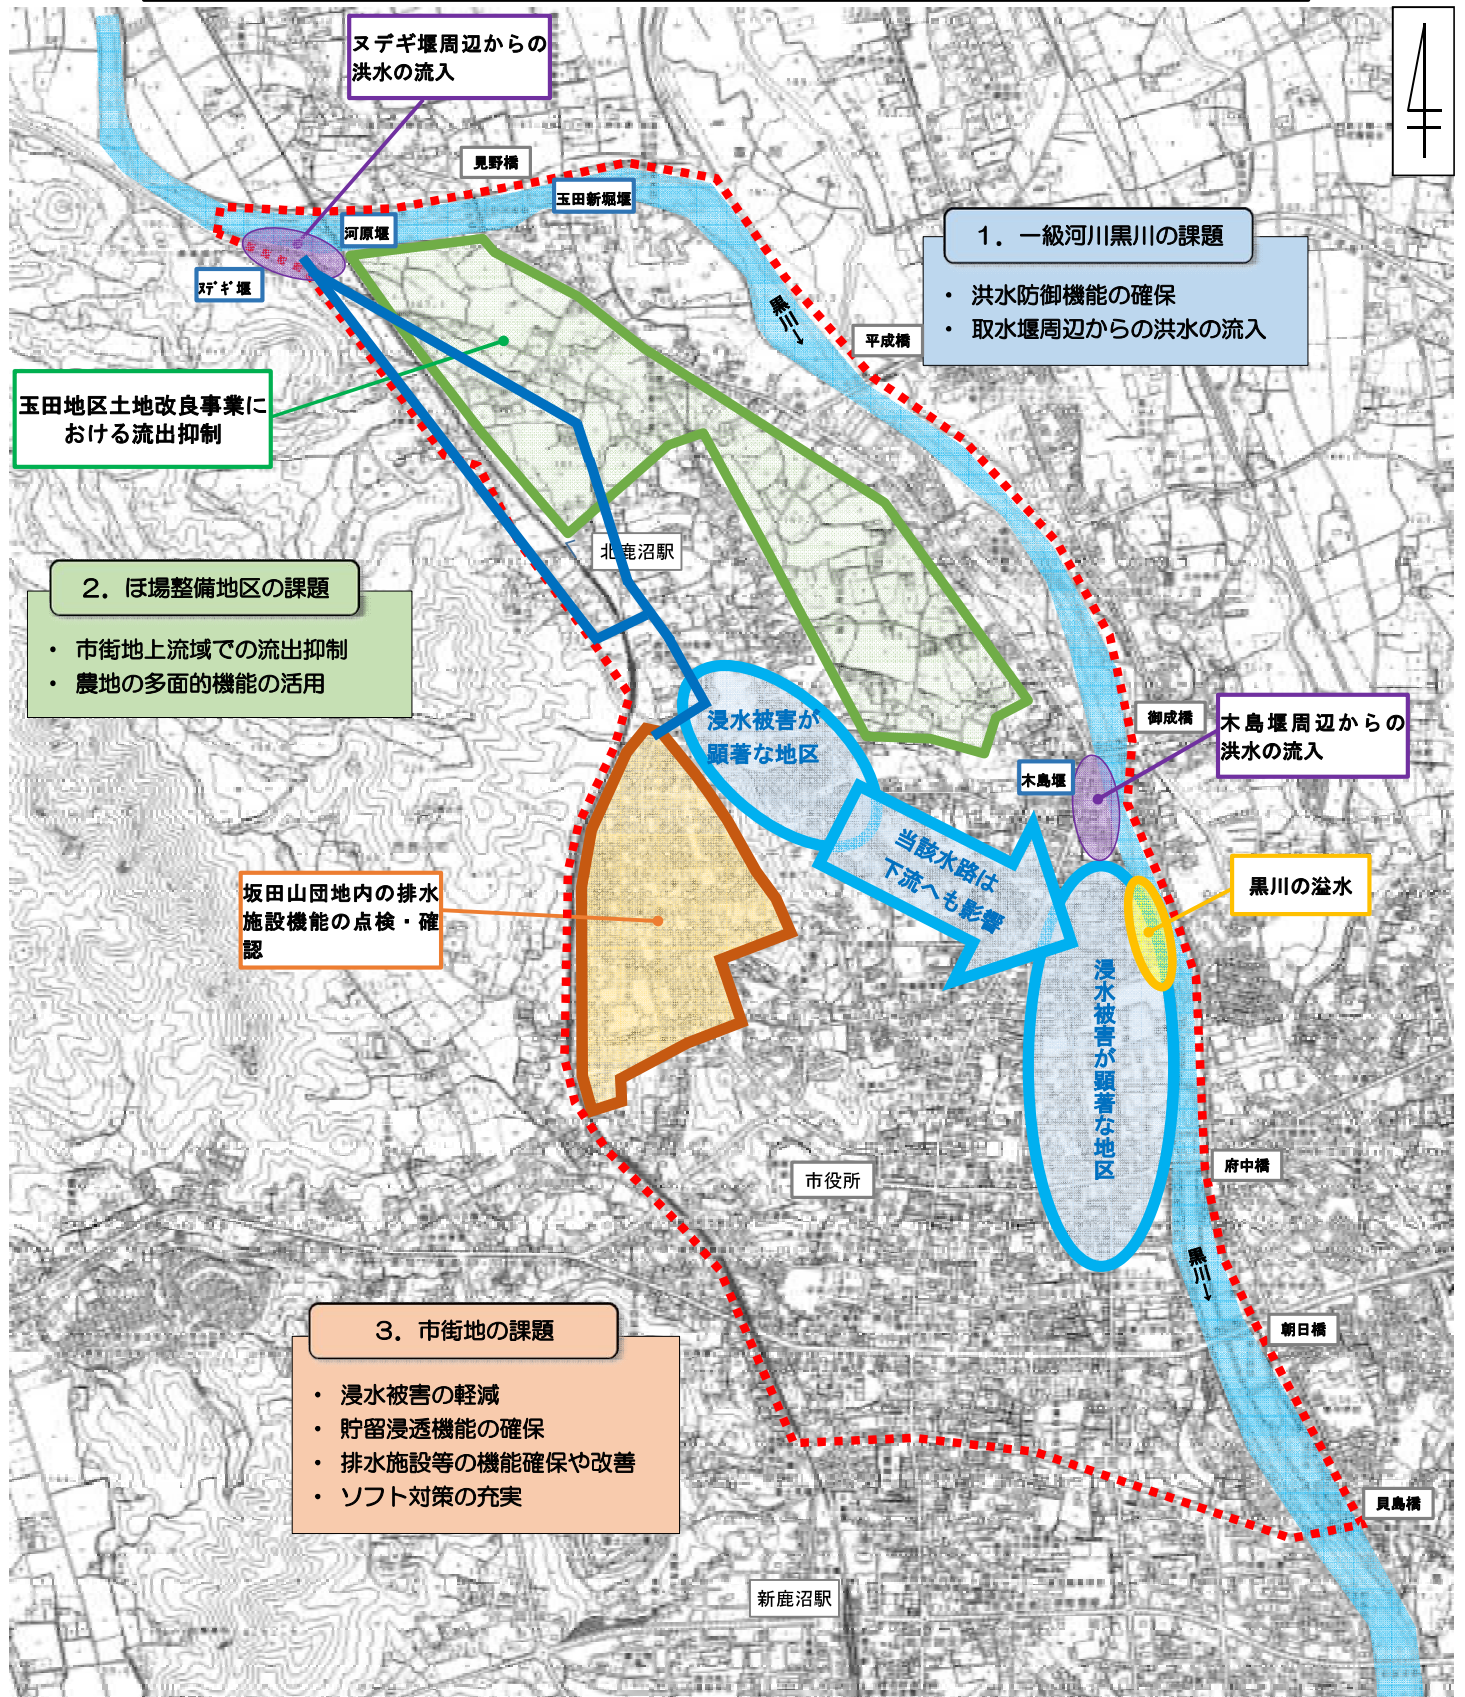 ヌデギ堰周辺からの
洪水の流入
見野橋
玉田新堀堰
河原堰
ヌデギ堰
1. 一級河川黒川の課題
・ 洪水防御機能の確保
・ 取水堰周辺からの洪水の流入
黒川→
平成橋
玉田地区土地改良事業に
おける流出抑制
北鹿沼駅
2. ほ場整備地区の課題
・ 市街地上流域での流出抑制
・ 農地の多面的機能の活用
浸水被害が
顕著な地区
御成橋
木島堰周辺からの
洪水の流入
木島堰
当該水路は
下流へも影響
黒川の溢水
坂田山団地内の排水
施設機能の点検・確
認
浸水被害が顕著な地区
府中橋
市役所
黒川→
朝日橋
3. 市街地の課題
・ 浸水被害の軽減
・ 貯留浸透機能の確保
・ 排水施設等の機能確保や改善
・ ソフト対策の充実
貝島橋
新鹿沼駅